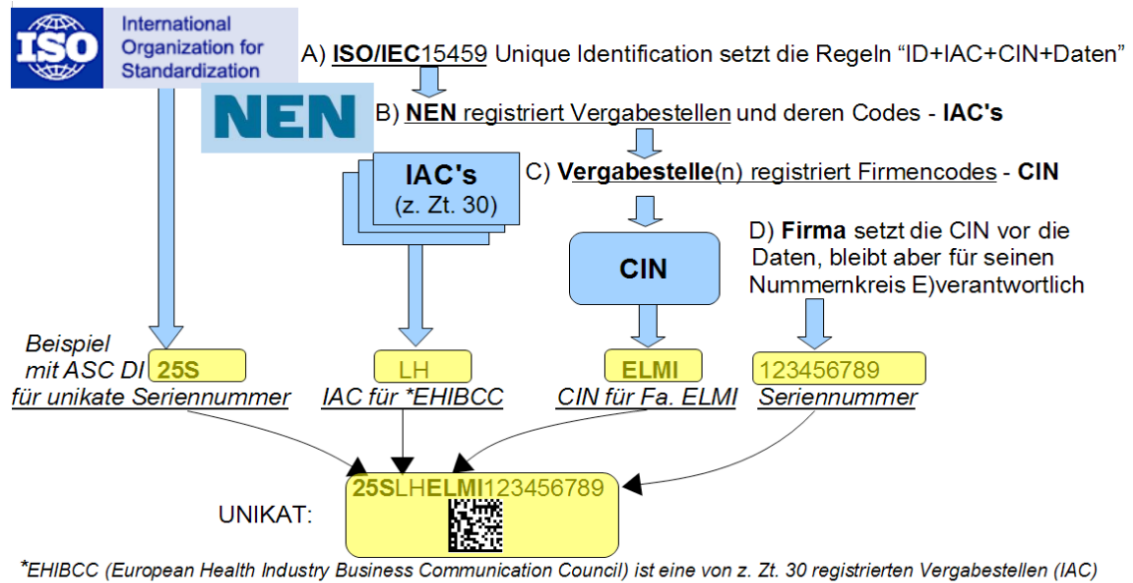 ISO
International
Organization for
Standardization
A) ISO/IEC15459 Unique Identification setzt die Regeln “ID+IAC+CIN+Daten”
NEN
B) NEN registriert Vergabestellen und deren Codes - IAC's
IAC's
(z. Zt. 30)
C) Vergabestelle(n) registriert Firmencodes - CIN
CIN
D) Firma setzt die CIN vor die
Daten, bleibt aber für seinen
Nummernkreis E)verantwortlich
Beispiel
mit ASC DI 25S
für unikate Seriennummer
LH
IAC für *EHIBCC
ELMI
CIN für Fa. ELMI
123456789
Seriennummer
25SLHELMI123456789
UNIKAT:
*EHIBCC (European Health Industry Business Communication Council) ist eine von z. Zt. 30 registrierten Vergabestellen (IAC)